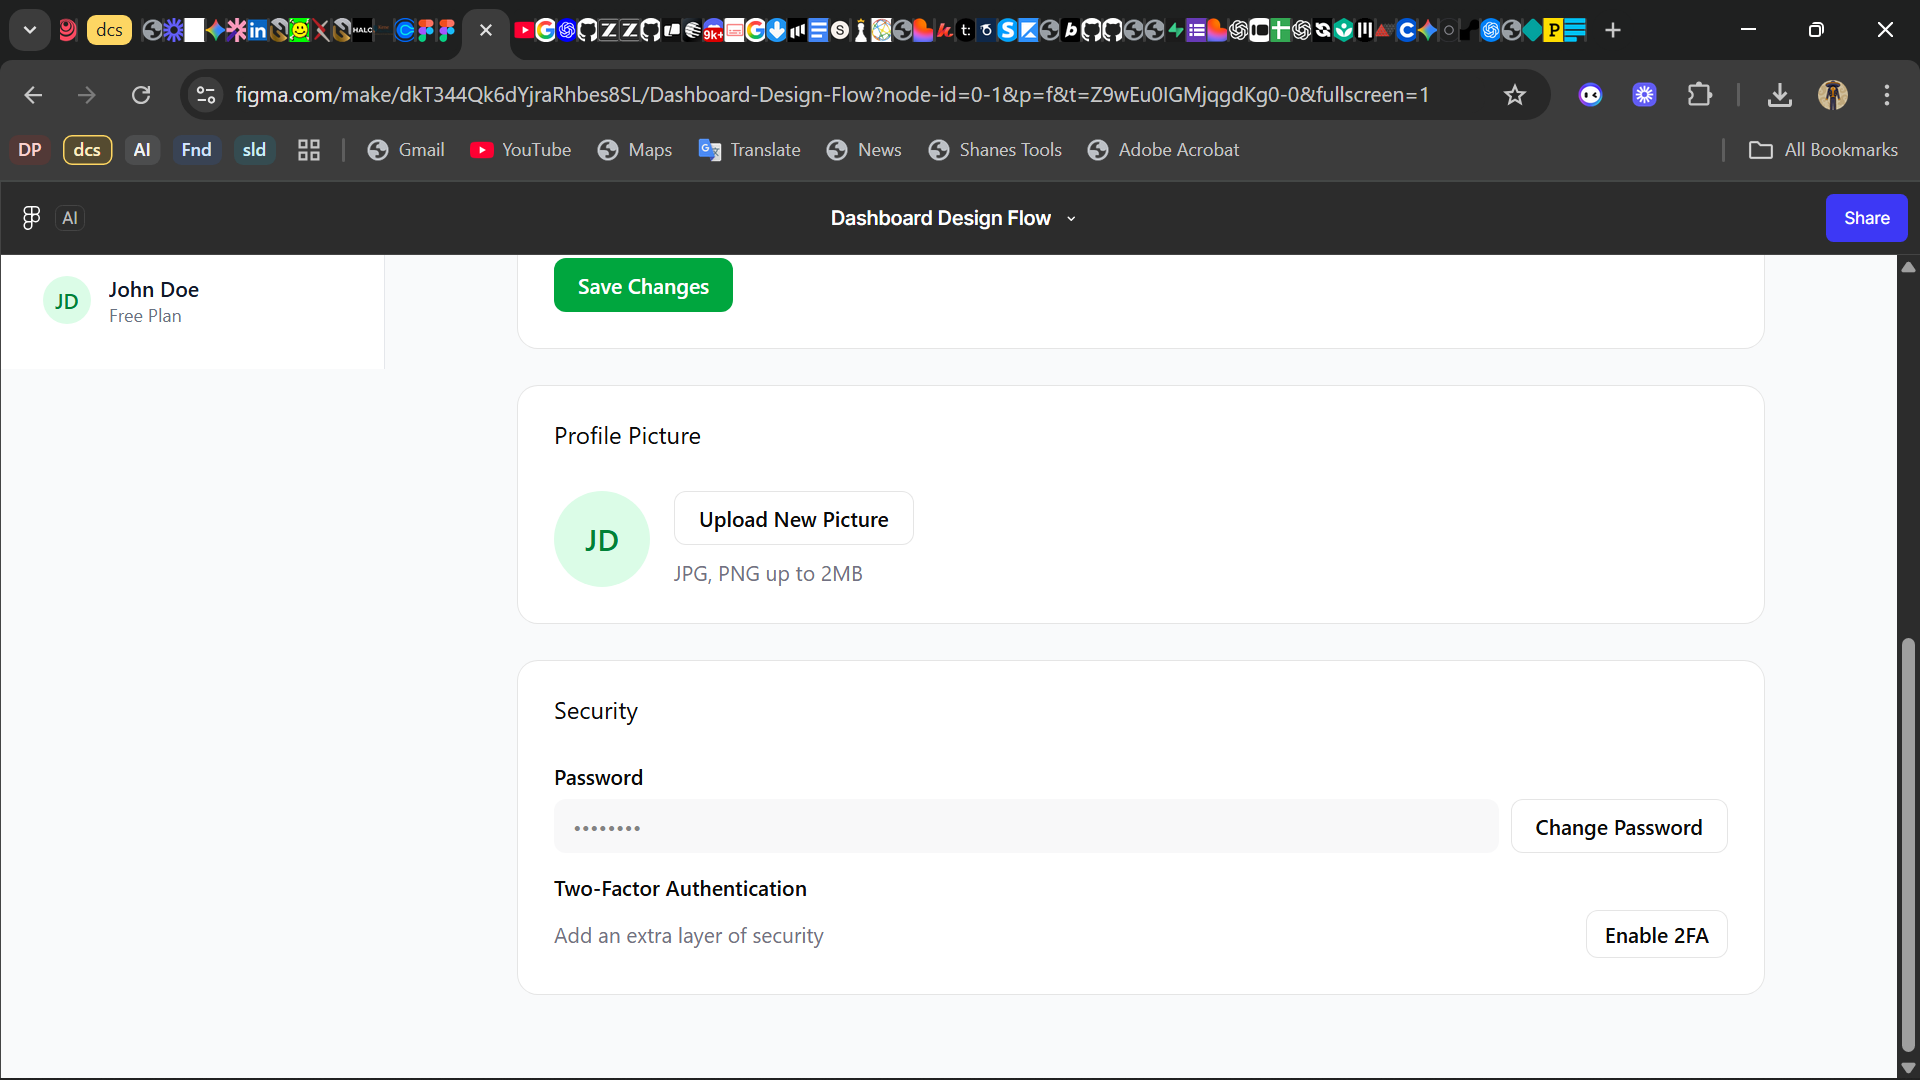 dcs
HALO
9k+
figma.com/make/dkT344Qk6dYjraRhbes8SL/Dashboard-Design-Flow?node-id=0-1&p=f&t=Z9wEu0IGMjqgdKg0-0&fullscreen=1
DP
dcs
AI
Fnd
sld
Gmail
YouTube
Maps
Translate
News
Shanes Tools
Adobe Acrobat
All Bookmarks
AI
Dashboard Design Flow
Share
JD
John Doe
Free Plan
Save Changes
Profile Picture
JD
Upload New Picture
JPG, PNG up to 2MB
Security
Password
••••••••
Change Password
Two-Factor Authentication
Add an extra layer of security
Enable 2FA